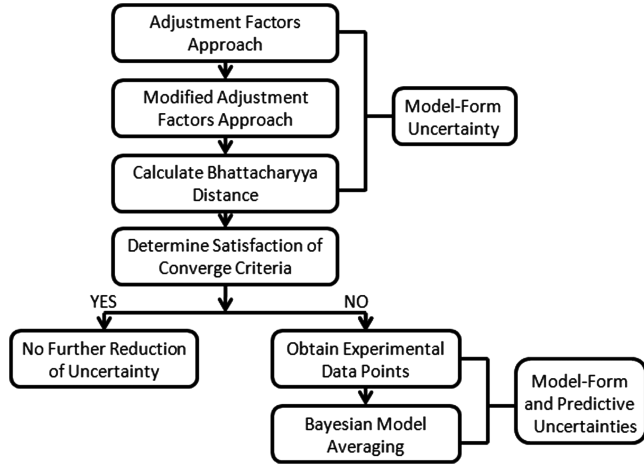 Adjustment Factors
Approach
Modified Adjustment
Factors Approach
Model-Form
Uncertainty
Calculate Bhattacharyya
Distance
Determine Satisfaction of
Converge Criteria
YES
NO
No Further Reduction
of Uncertainty
Obtain Experimental
Data Points
Bayesian Model
Averaging
Model-Form
and Predictive
Uncertainties